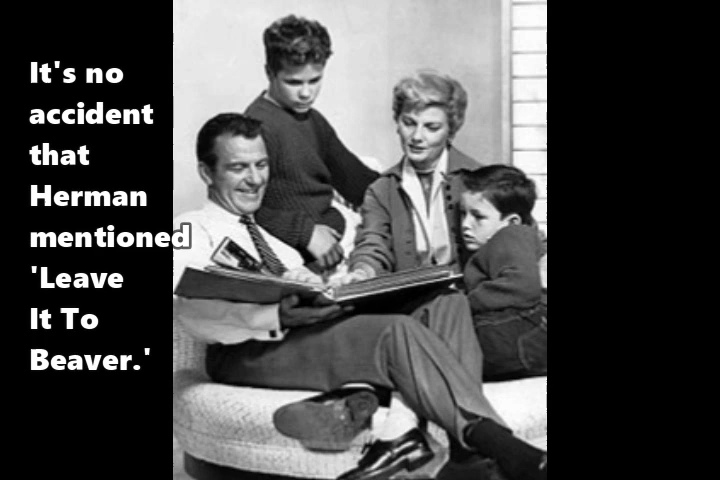 It's no
accident
that
Herman
mentioned
'Leave
It To
Beaver.'